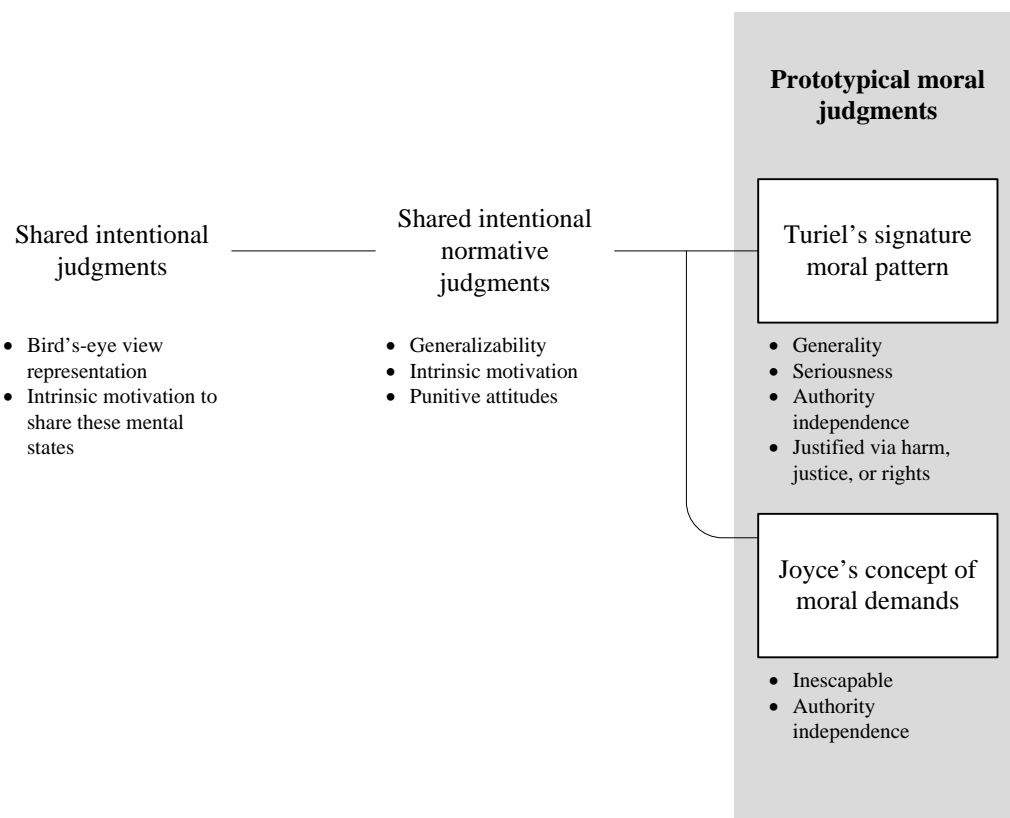 Prototypical moral
judgments
Shared intentional
judgments
Shared intentional
normative
judgments
Turiel’s signature
moral pattern
• Bird’s-eye view
representation
• Intrinsic motivation to
share these mental
states
• Generalizability
• Intrinsic motivation
• Punitive attitudes
• Generality
• Seriousness
• Authority
independence
• Justified via harm,
justice, or rights
Joyce’s concept of
moral demands
• Inescapable
• Authority
independence